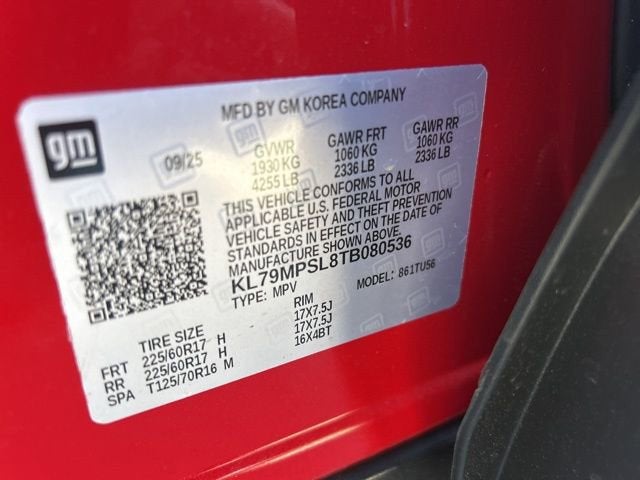 MFD BY GM KOREA COMPANY
gm
09/25
GVWR
1930 KG
4255 LB
GAWR FRT
1060 KG
2336 LB
GAWR RR
1060 KG
2336 LB
THIS VEHICLE CONFORMS TO ALL
APPLICABLE U.S. FEDERAL MOTOR
VEHICLE SAFETY AND THEFT PREVENTION
STANDARDS IN EFFECT ON THE DATE OF
MANUFACTURE SHOWN ABOVE.
KL79MPSL8TB080536
TYPE: MPV
MODEL: 861TU56
TIRE SIZE RIM
FRT 225/60R17 H 17X7.5J
RR 225/60R17 H 17X7.5J
SPA T125/70R16 M 16X4BT